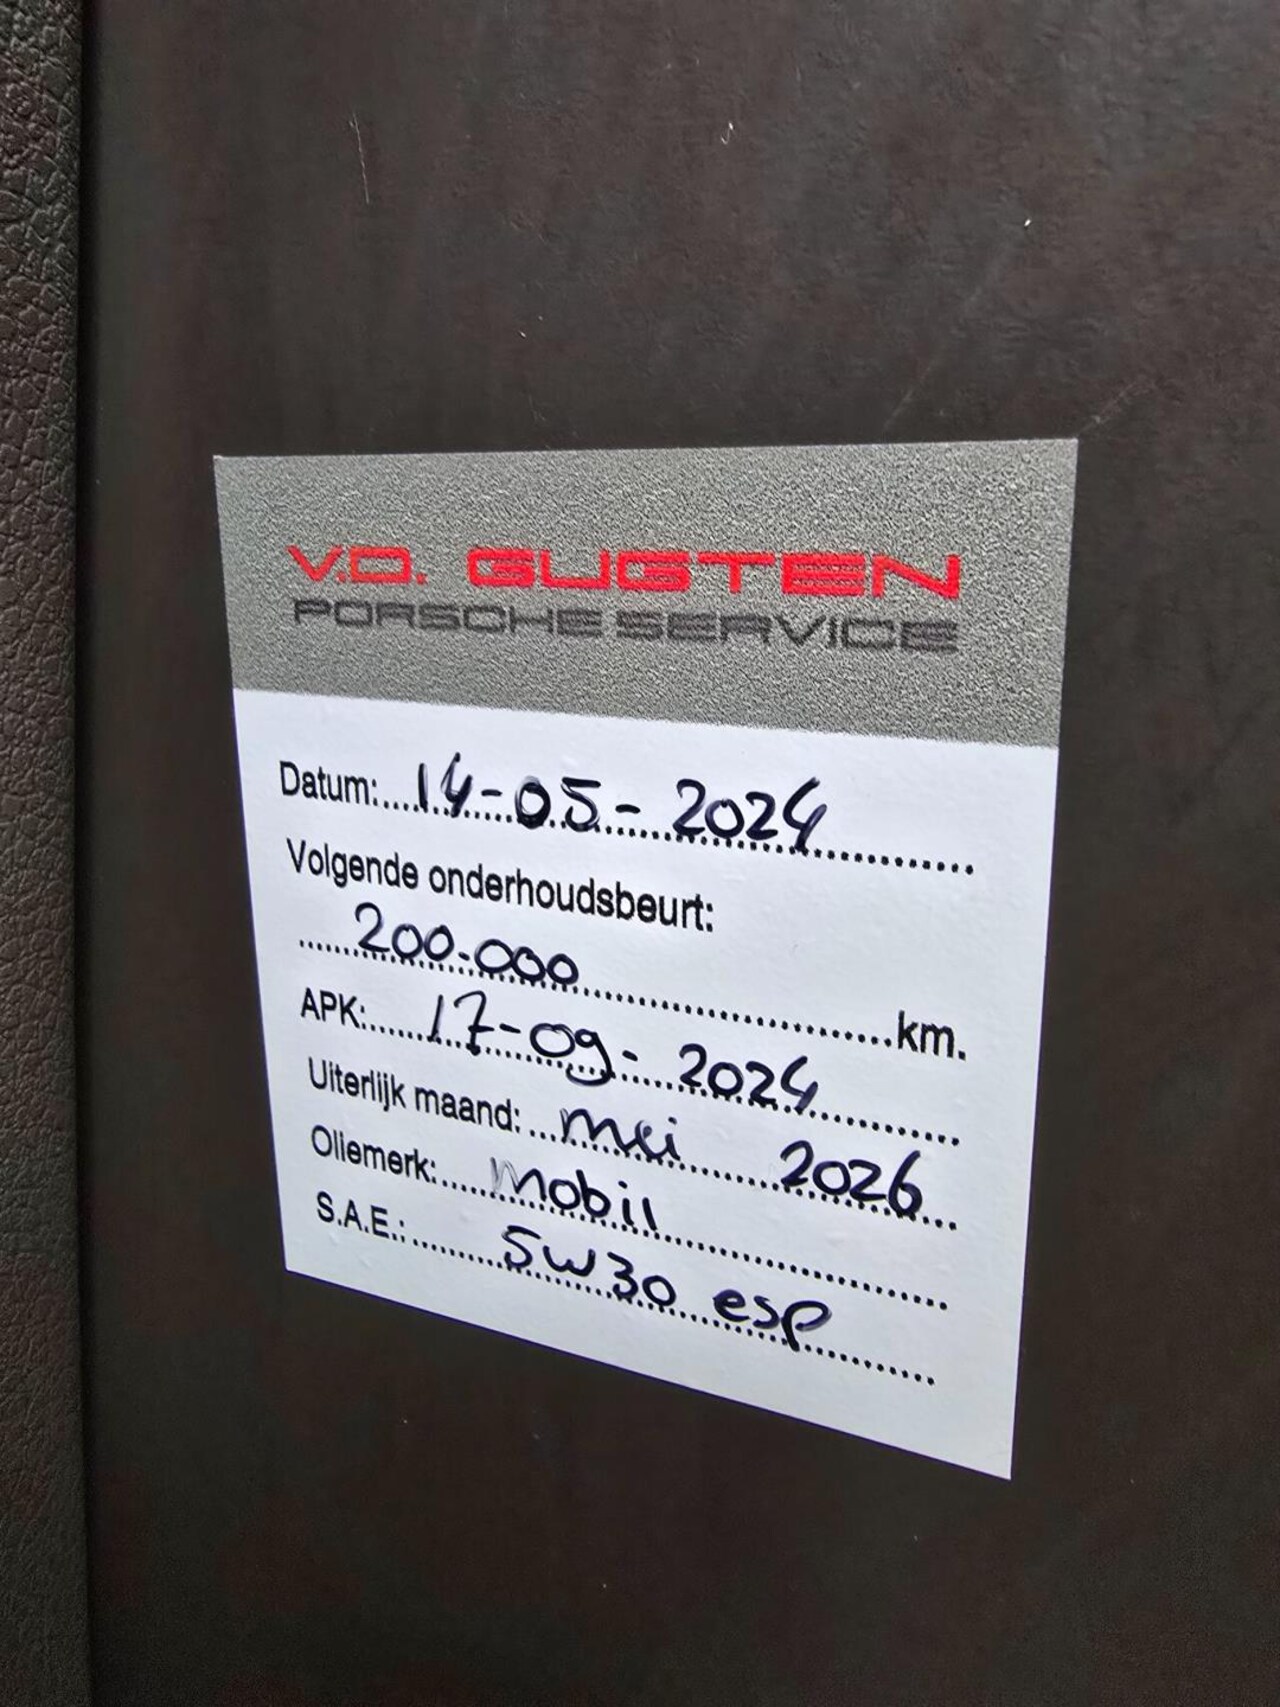 V.D. GUGTEN
PORSCHE SERVICE
Datum:....14-05-2024..........
Volgende onderhoudsbeurt:
......200.000..............................km.
APK:......17-09-2024..............
Uiterlijk maand:...mei 2026...
Oliemerk:.....Mobil......................
S.A.E.:..........5W30 esp..........